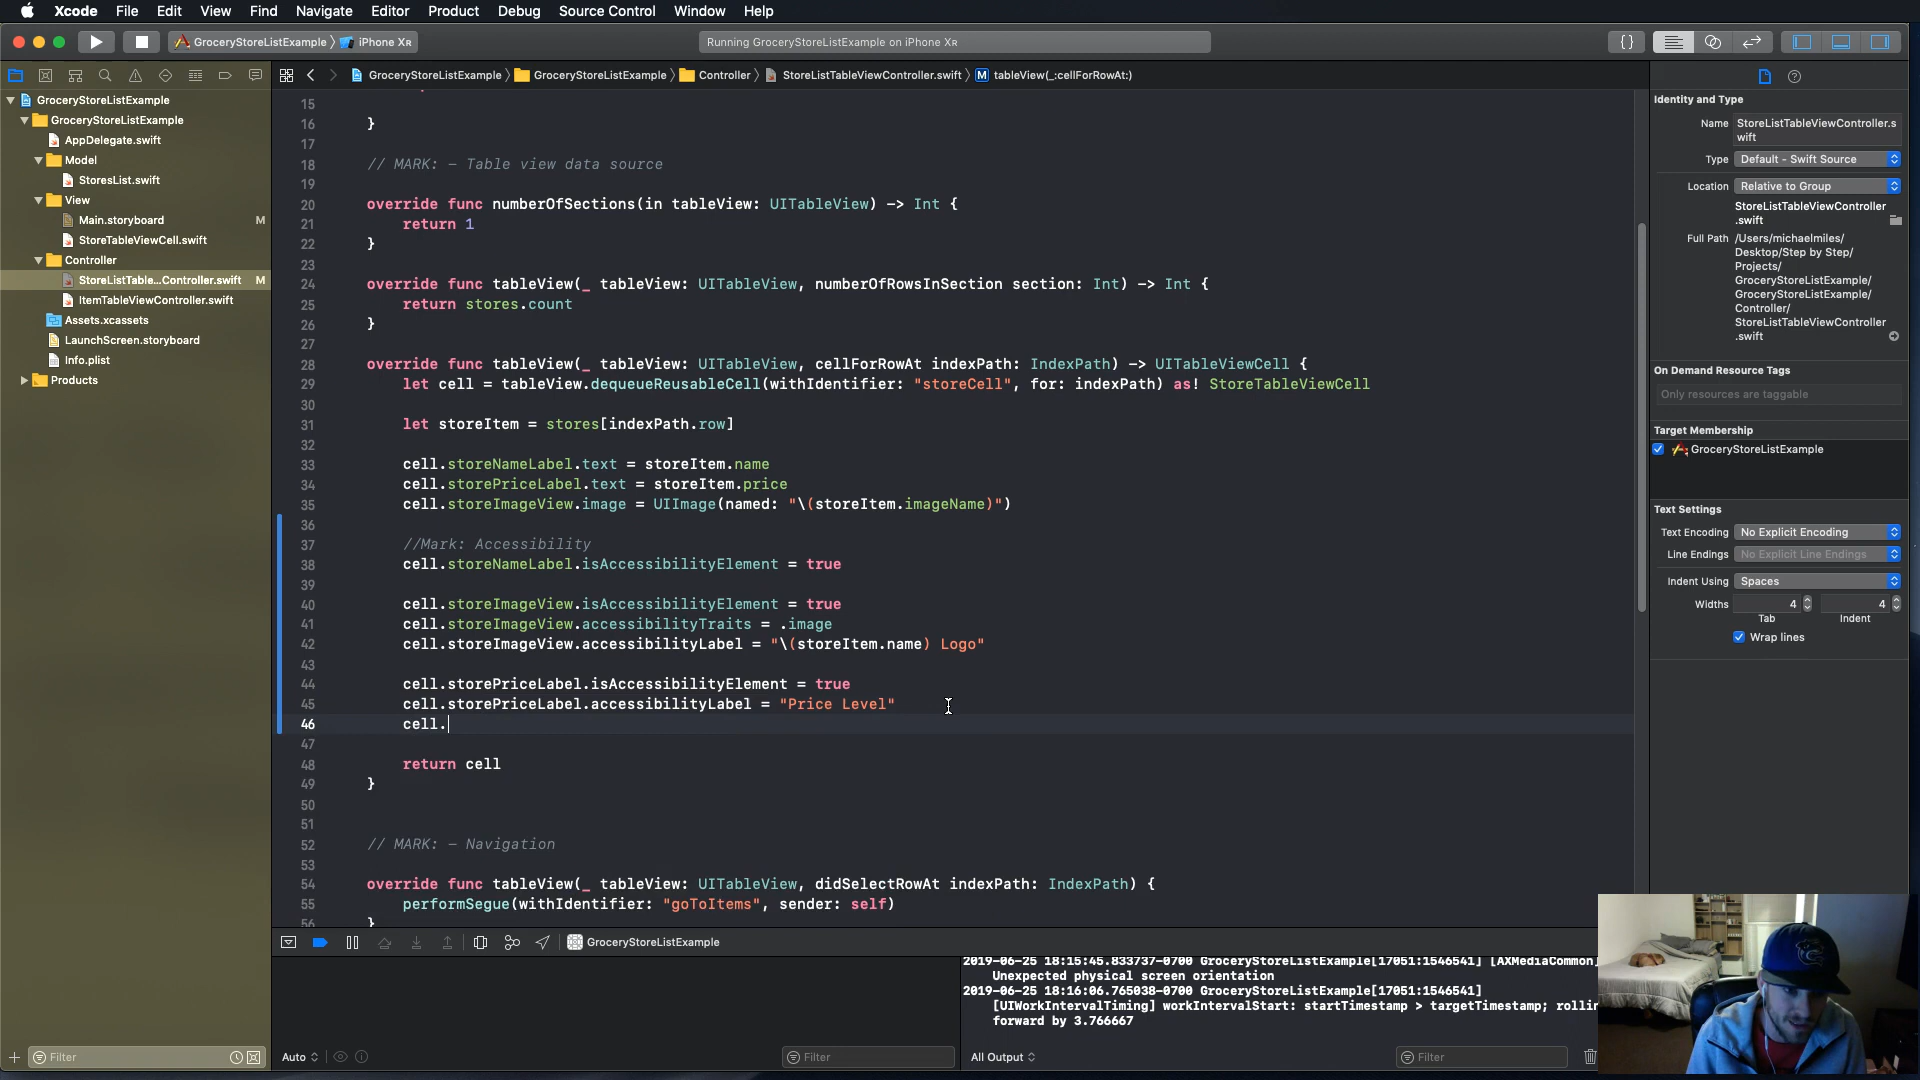 Xcode File Edit View Find Navigate Editor Product Debug Source Control Window Help
GroceryStoreListExample 〉 iPhone Xʀ
Running GroceryStoreListExample on iPhone Xʀ
GroceryStoreListExample 〉 GroceryStoreListExample 〉 Controller 〉 StoreListTableViewController.swift 〉 M tableView(_:cellForRowAt:)
GroceryStoreListExample
GroceryStoreListExample
AppDelegate.swift
Model
StoresList.swift
View
Main.storyboard M
StoreTableViewCell.swift
Controller
StoreListTable...Controller.swift M
ItemTableViewController.swift
Assets.xcassets
LaunchScreen.storyboard
Info.plist
Products
Filter
15
16 }
17
18 // MARK: - Table view data source
19
20 override func numberOfSections(in tableView: UITableView) -> Int {
21 return 1
22 }
23
24 override func tableView(_ tableView: UITableView, numberOfRowsInSection section: Int) -> Int {
25 return stores.count
26 }
27
28 override func tableView(_ tableView: UITableView, cellForRowAt indexPath: IndexPath) -> UITableViewCell {
29 let cell = tableView.dequeueReusableCell(withIdentifier: "storeCell", for: indexPath) as! StoreTableViewCell
30
31 let storeItem = stores[indexPath.row]
32
33 cell.storeNameLabel.text = storeItem.name
34 cell.storePriceLabel.text = storeItem.price
35 cell.storeImageView.image = UIImage(named: "\(storeItem.imageName)")
36
37 //Mark: Accessibility
38 cell.storeNameLabel.isAccessibilityElement = true
39
40 cell.storeImageView.isAccessibilityElement = true
41 cell.storeImageView.accessibilityTraits = .image
42 cell.storeImageView.accessibilityLabel = "\(storeItem.name) Logo"
43
44 cell.storePriceLabel.isAccessibilityElement = true
45 cell.storePriceLabel.accessibilityLabel = "Price Level"
46 cell.
47
48 return cell
49 }
50
51
52 // MARK: - Navigation
53
54 override func tableView(_ tableView: UITableView, didSelectRowAt indexPath: IndexPath) {
55 performSegue(withIdentifier: "goToItems", sender: self)
56 }
GroceryStoreListExample
2019-06-25 18:15:45.833737-0700 GroceryStoreListExample[17051:1546541] [AXMediaCommon]
Unexpected physical screen orientation
2019-06-25 18:16:06.765038-0700 GroceryStoreListExample[17051:1546541]
[UIWorkIntervalTiming] workIntervalStart: startTimestamp > targetTimestamp; rollin
forward by 3.766667
Auto
Filter
All Output
Filter
Identity and Type
Name StoreListTableViewController.s
wift
Type Default - Swift Source
Location Relative to Group
StoreListTableViewController
.swift
Full Path /Users/michaelmiles/
Desktop/Step by Step/
Projects/
GroceryStoreListExample/
GroceryStoreListExample/
Controller/
StoreListTableViewController
.swift
On Demand Resource Tags
Only resources are taggable
Target Membership
GroceryStoreListExample
Text Settings
Text Encoding No Explicit Encoding
Line Endings No Explicit Line Endings
Indent Using Spaces
Widths 4 4
Tab Indent
Wrap lines